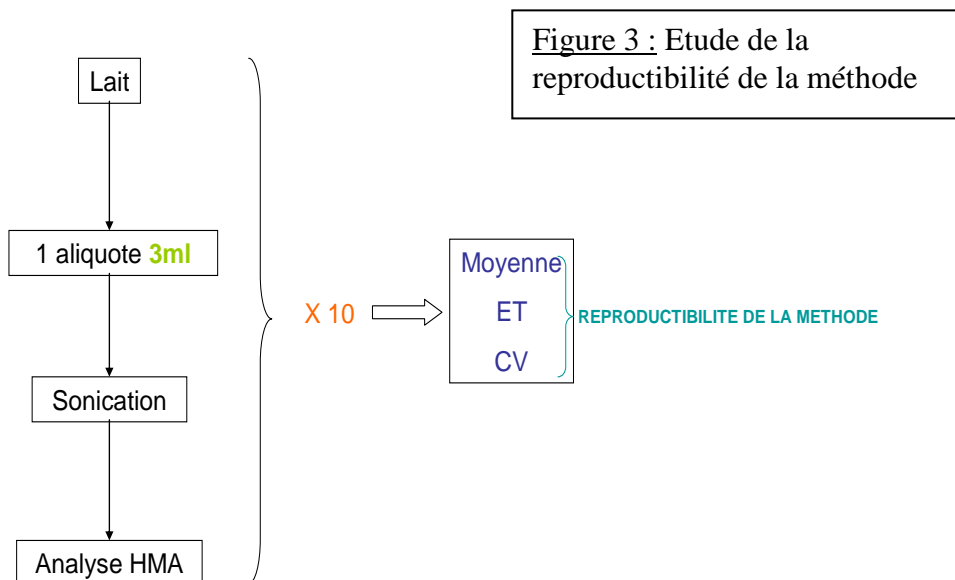 Figure 3 : Etude de la
reproductibilité de la méthode
Lait
1 aliquote 3ml
Sonication
Analyse HMA
X 10
Moyenne
ET
CV
REPRODUCTIBILITE DE LA METHODE